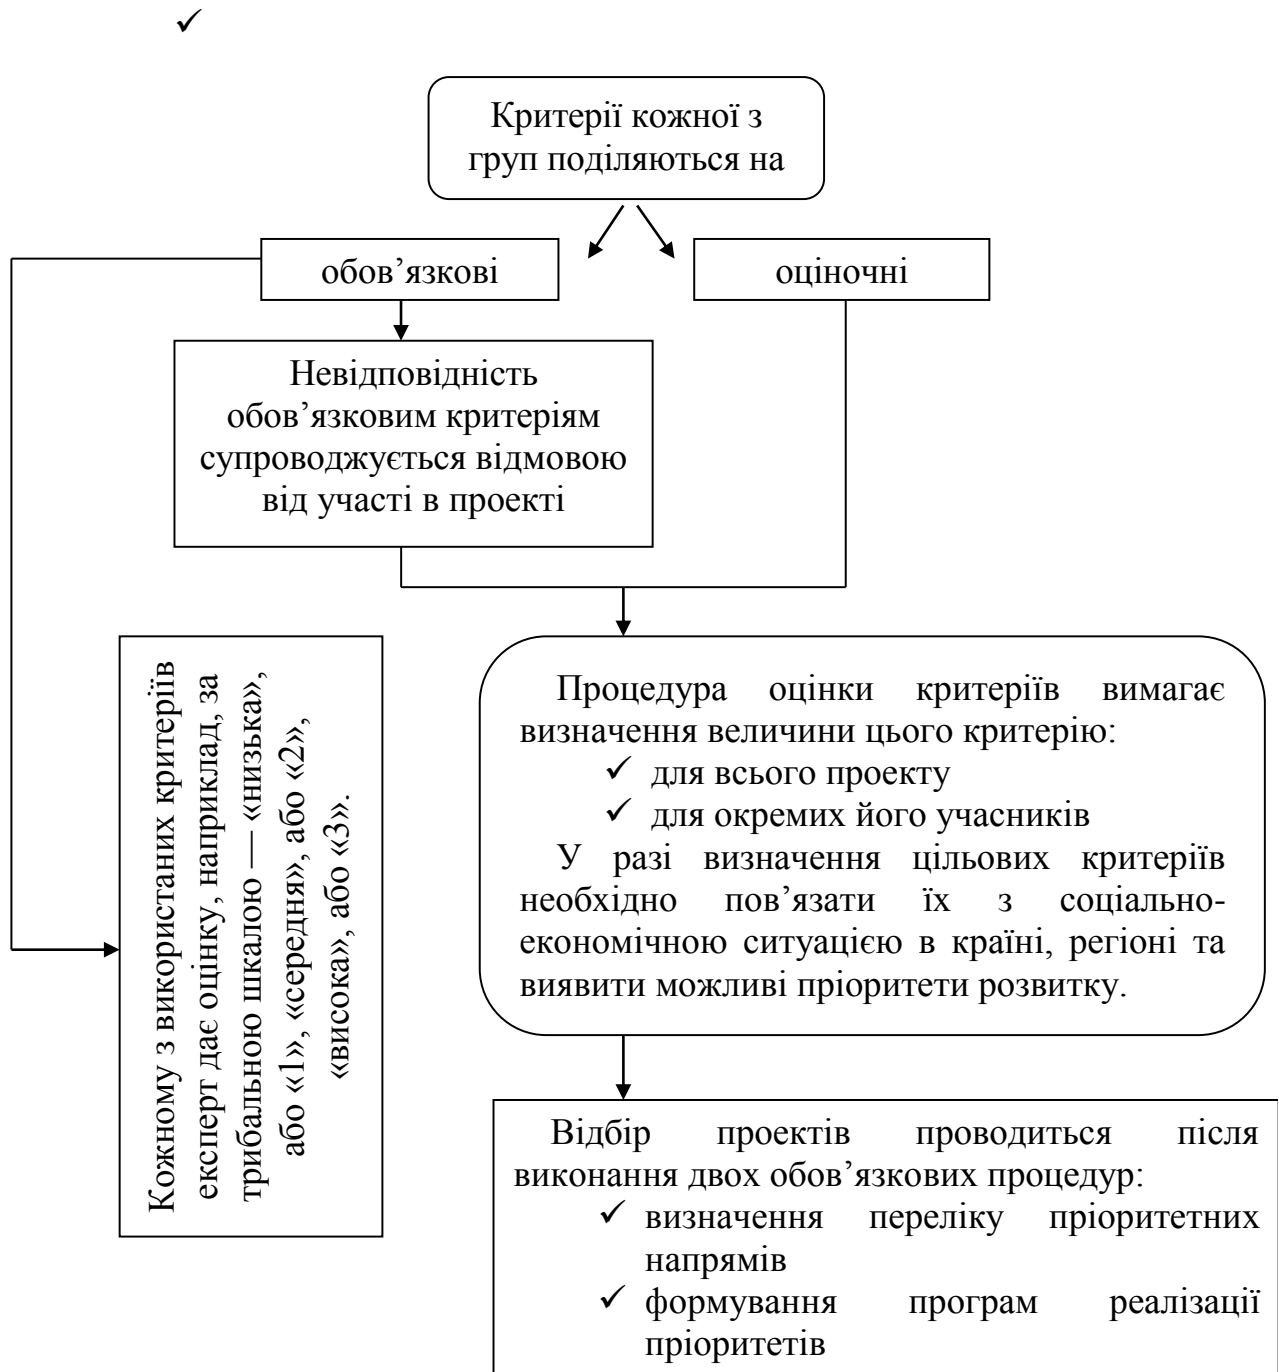 ✓
Критерії кожної з
груп поділяються на
обов’язкові
оціночні
Невідповідність
обов’язковим критеріям
супроводжується відмовою
від участі в проекті
Кожному з використаних критеріїв
експерт дає оцінку, наприклад, за
трибальною шкалою — «низька»,
або «1», «середня», або «2»,
«висока», або «3».
Процедура оцінки критеріїв вимагає
визначення величини цього критерію:
✓ для всього проекту
✓ для окремих його учасників
У разі визначення цільових критеріїв
необхідно пов’язати їх з соціально-
економічною ситуацією в країні, регіоні та
виявити можливі пріоритети розвитку.
Відбір проектів проводиться після
виконання двох обов’язкових процедур:
✓ визначення переліку пріоритетних
напрямів
✓ формування програм реалізації
пріоритетів